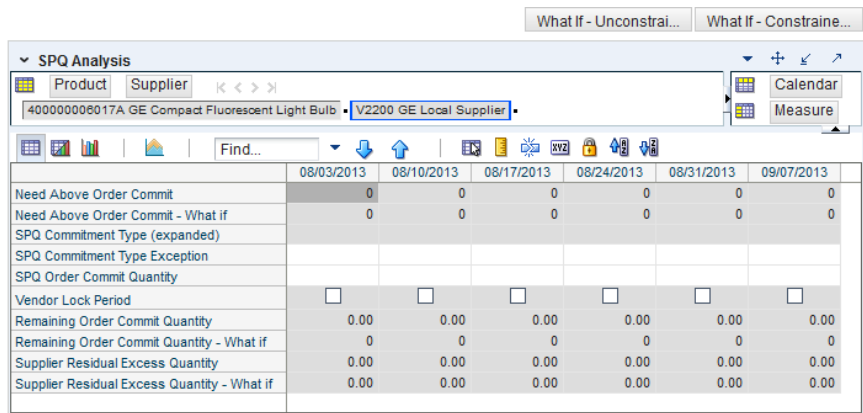 What If - Unconstrai... What If - Constraine...
SPQ Analysis
Product Supplier Calendar
400000006017A GE Compact Fluorescent Light Bulb V2200 GE Local Supplier Measure
Find... XYZ
08/03/2013 08/10/2013 08/17/2013 08/24/2013 08/31/2013 09/07/2013
Need Above Order Commit 0 0 0 0 0 0
Need Above Order Commit - What if 0 0 0 0 0 0
SPQ Commitment Type (expanded)
SPQ Commitment Type Exception
SPQ Order Commit Quantity
Vendor Lock Period
Remaining Order Commit Quantity 0.00 0.00 0.00 0.00 0.00 0.00
Remaining Order Commit Quantity - What if 0 0 0 0 0 0
Supplier Residual Excess Quantity 0.00 0.00 0.00 0.00 0.00 0.00
Supplier Residual Excess Quantity - What if 0.00 0.00 0.00 0.00 0.00 0.00